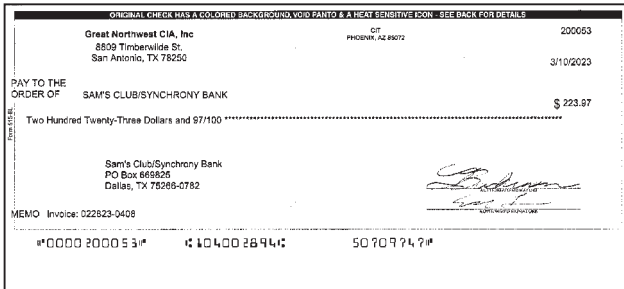 ORIGINAL CHECK HAS A COLORED BACKGROUND, VOID PANTO & A HEAT SENSITIVE ICON - SEE BACK FOR DETAILS
Great Northwest CIA, Inc
8809 Timberwilde St.
San Antonio, TX 78250
CIT
PHOENIX, AZ 85072
200053
3/10/2023
PAY TO THE
ORDER OF SAM'S CLUB/SYNCHRONY BANK
$ 223.97
Two Hundred Twenty-Three Dollars and 97/100 ****
Sam's Club/Synchrony Bank
PO Box 669825
Dallas, TX 75266-0782
AUTHORIZED SIGNATURE
AUTHORIZED SIGNATURE
MEMO Invoice: 022823-0408
⑈0000200053⑈ ⑆104002894⑆ 50709747⑈